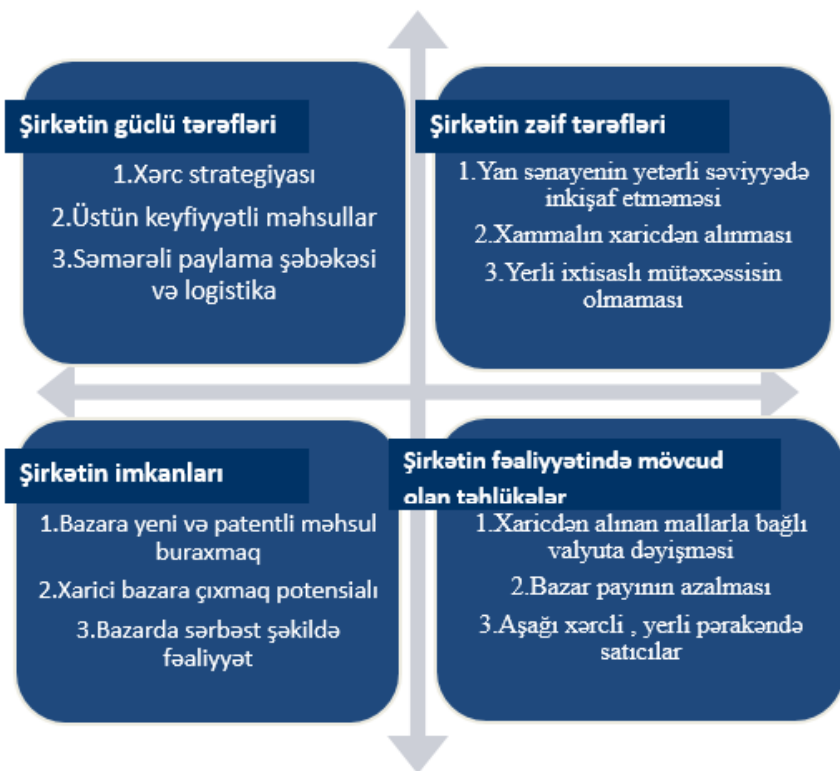 Şirkətin güclü tərəfləri
1.Xərc strategiyası
2.Üstün keyfiyyətli məhsullar
3.Səmərəli paylama şəbəkəsi
və logistika
Şirkətin zəif tərəfləri
1.Yan sənayenin yetərli səviyyədə
inkişaf etməməsi
2.Xammalın xaricdən alınması
3.Yerli ixtisaslı mütəxəssisin
olmaması
Şirkətin imkanları
1.Bazara yeni və patentli məhsul
buraxmaq
2.Xarici bazara çıxmaq potensialı
3.Bazarda sərbəst şəkildə
fəaliyyət
Şirkətin fəaliyyətində mövcud
olan təhlükələr
1.Xaricdən alınan mallarla bağlı
valyuta dəyişməsi
2.Bazar payının azalması
3.Aşağı xərcli , yerli pərakəndə
satıcılar